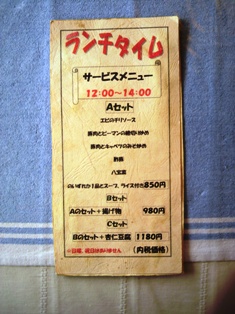 ランチタイム
サービスメニュー
12:00～14:00
Aセット
エビのチリソース
豚肉とピーマンの細切り炒め
豚肉とキャベツのみそ炒め
酢豚
八宝菜
のいずれか1品とスープ、ライス付き850円
Bセット
Aのセット+揚げ物 980円
Cセット
Bのセット+杏仁豆腐 1180円
(内税価格)